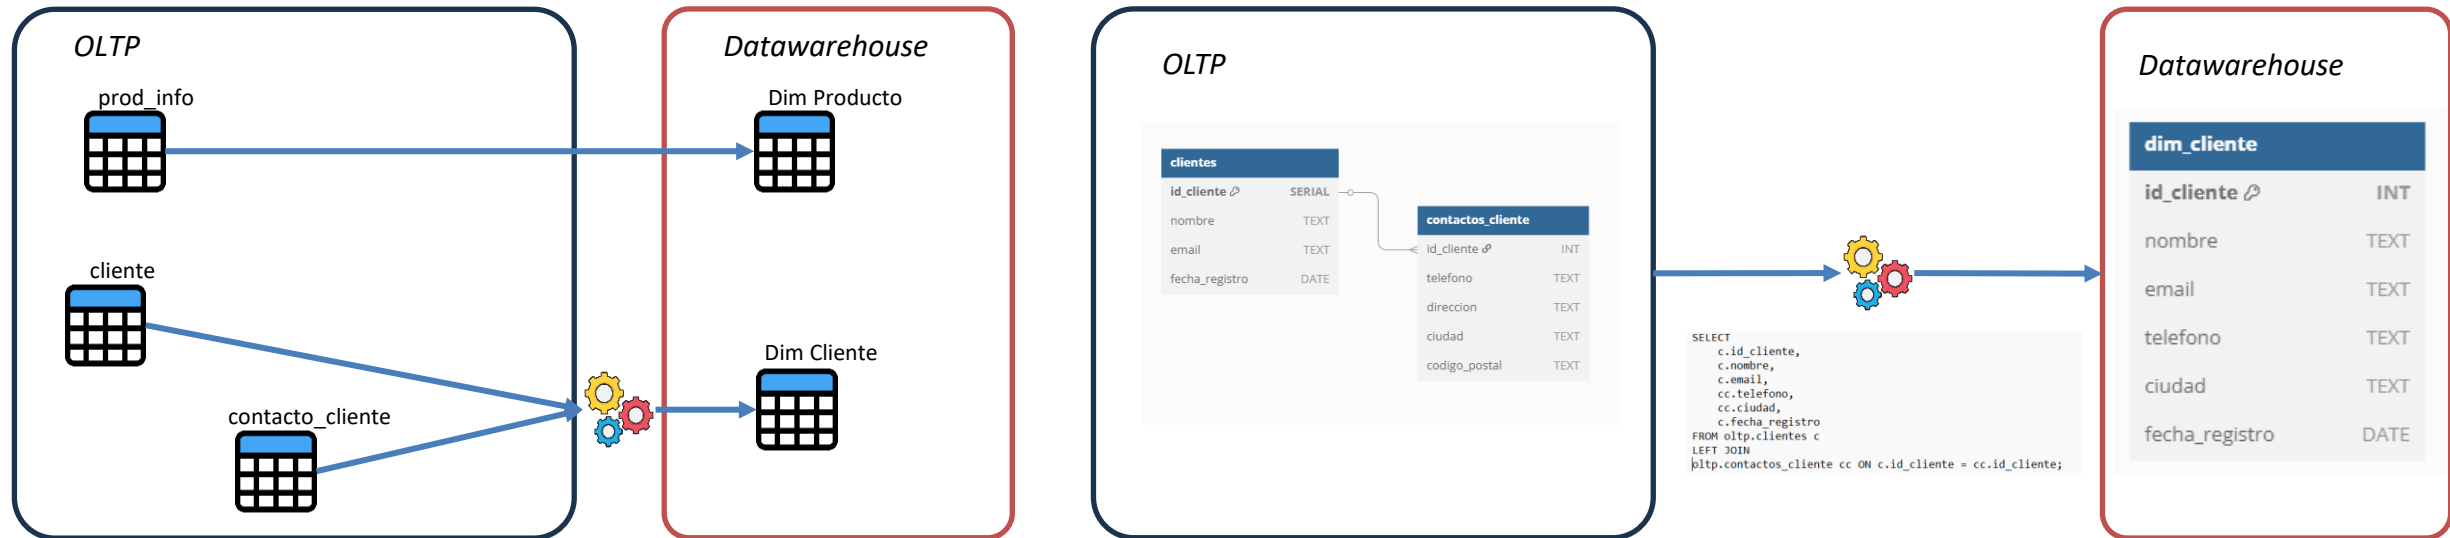 OLTP
prod_info
cliente
contacto_cliente
Datawarehouse
Dim Producto
Dim Cliente
OLTP
clientes
id_cliente SERIAL
nombre TEXT
email TEXT
fecha_registro DATE
contactos_cliente
id_cliente INT
telefono TEXT
direccion TEXT
ciudad TEXT
codigo_postal TEXT
SELECT
c.id_cliente,
c.nombre,
c.email,
cc.telefono,
cc.ciudad,
c.fecha_registro
FROM oltp.clientes c
LEFT JOIN
oltp.contactos_cliente cc ON c.id_cliente = cc.id_cliente;
Datawarehouse
dim_cliente
id_cliente INT
nombre TEXT
email TEXT
telefono TEXT
ciudad TEXT
fecha_registro DATE